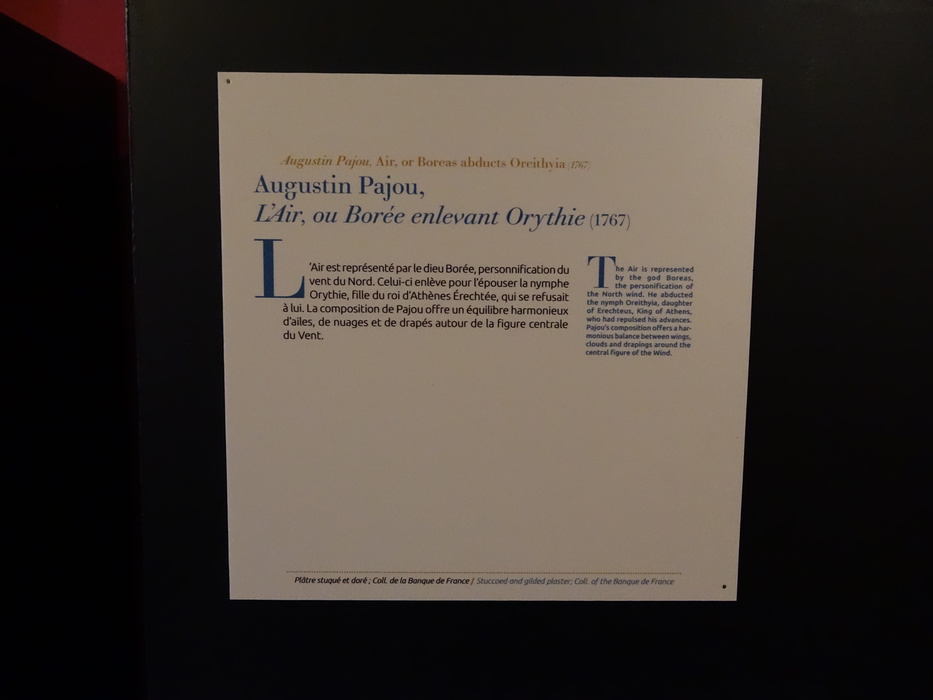 Augustin Pajou, Air, or Boreas abducts Oreithyia (1767)
Augustin Pajou,
L'Air, ou Borée enlevant Orythie (1767)
L'Air est représenté par le dieu Borée, personnification du
vent du Nord. Celui-ci enlève pour l'épouser la nymphe
Orythie, fille du roi d'Athènes Érechtée, qui se refusait
à lui. La composition de Pajou offre un équilibre harmonieux
d'ailes, de nuages et de drapés autour de la figure centrale
du Vent.
The Air is represented
by the god Boreas,
the personification of
the North wind. He abducted
the nymph Oreithyia, daughter
of Erechteus, King of Athens,
who had repulsed his advances.
Pajou's composition offers a har-
monious balance between wings,
clouds and drapings around the
central figure of the Wind.
Plâtre stuqué et doré ; Coll. de la Banque de France / Stuccoed and gilded plaster; Coll. of the Banque de France